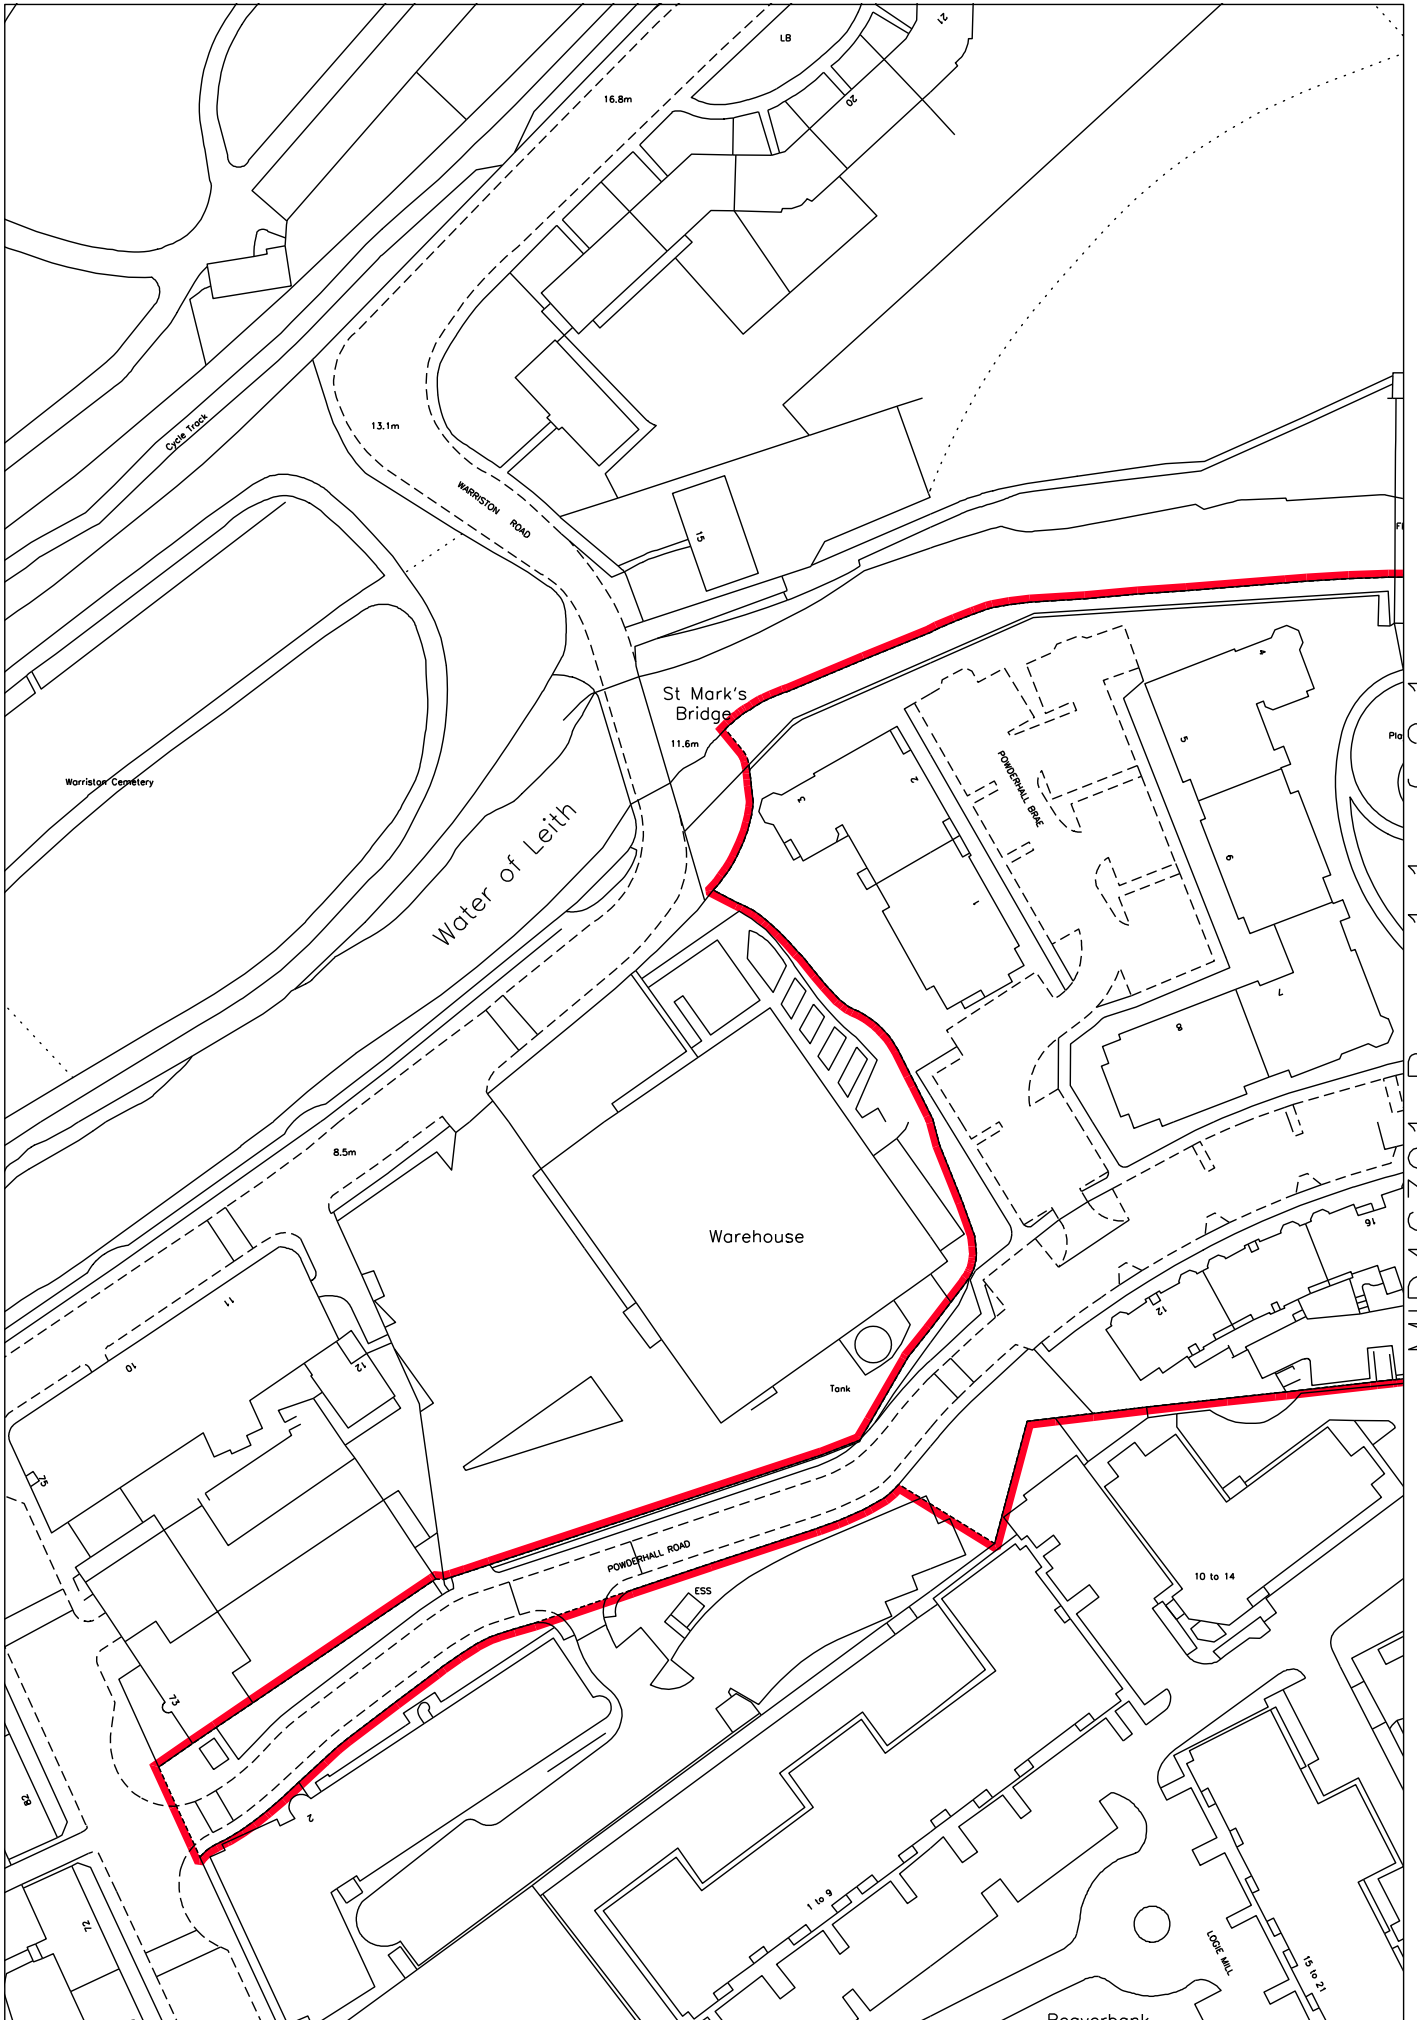 LB
21
16.8m
20
Cycle Track
13.1m
WARRISTON ROAD
15
St Mark's
Bridge
11.6m
4
5
2
3
POWDERHALL BRAE
Warriston Cemetery
Water of Leith
6
1
7
8
8.5m
Warehouse
16
11
12
10
12
Tank
75
POWDERHALL ROAD
ESS
10 to 14
73
82
2
1 to 9
72
LOGIE MILL
15 to 21